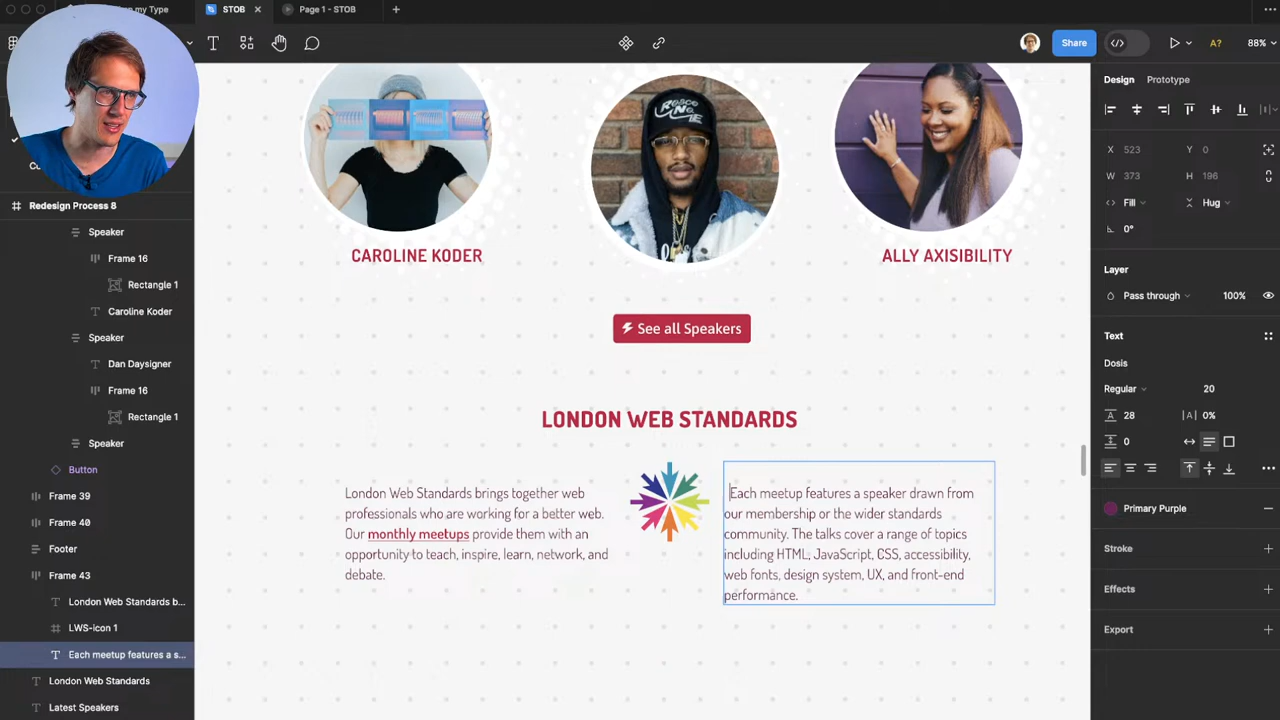 ng my Type
STOB
Page 1 - STOB
Share
A?
88%
Redesign Process 8
Speaker
Frame 16
Rectangle 1
Caroline Koder
Speaker
Dan Daysigner
Frame 16
Rectangle 1
Speaker
Button
Frame 39
Frame 40
Footer
Frame 43
London Web Standards b...
LWS-icon 1
Each meetup features a s...
London Web Standards
Latest Speakers
CAROLINE KODER
ALLY AXISIBILITY
See all Speakers
LONDON WEB STANDARDS
London Web Standards brings together web
professionals who are working for a better web.
Our monthly meetups provide them with an
opportunity to teach, inspire, learn, network, and
debate.
Each meetup features a speaker drawn from
our membership or the wider standards
community. The talks cover a range of topics
including HTML, JavaScript, CSS, accessibility,
web fonts, design system, UX, and front-end
performance.
Design Prototype
X 523 Y 0
W 373 H 196
Fill Hug
0°
Layer
Pass through 100%
Text
Dosis
Regular 20
28 |A| 0%
0
Primary Purple
Stroke
Effects
Export